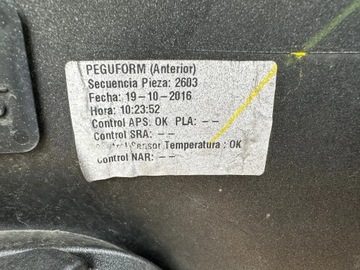 PEGUFORM (Anterior)
Secuencia Pieza: 2603
Fecha: 19-10-2016
Hora: 10:23:52
Control APS: OK PLA: --
Control SRA: --
Sensor Temperatura : OK
Control NAR: --